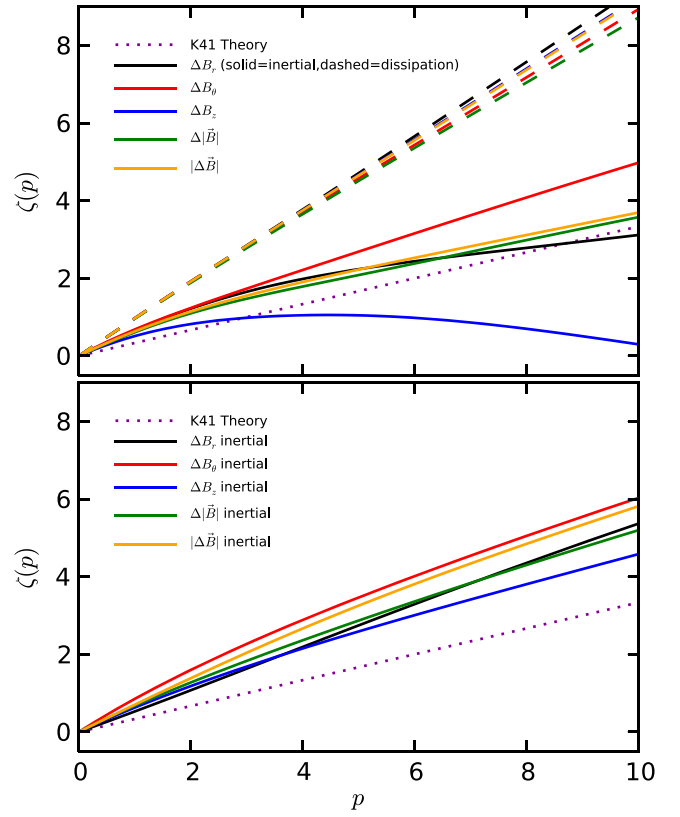 8
6
4
2
0
ζ(p)
K41 Theory
ΔB_r (solid=inertial,dashed=dissipation)
ΔB_θ
ΔB_z
Δ|B⃗|
|ΔB⃗|
8
6
4
2
0
ζ(p)
K41 Theory
ΔB_r inertial
ΔB_θ inertial
ΔB_z inertial
Δ|B⃗| inertial
|ΔB⃗| inertial
0 2 4 6 8 10
p